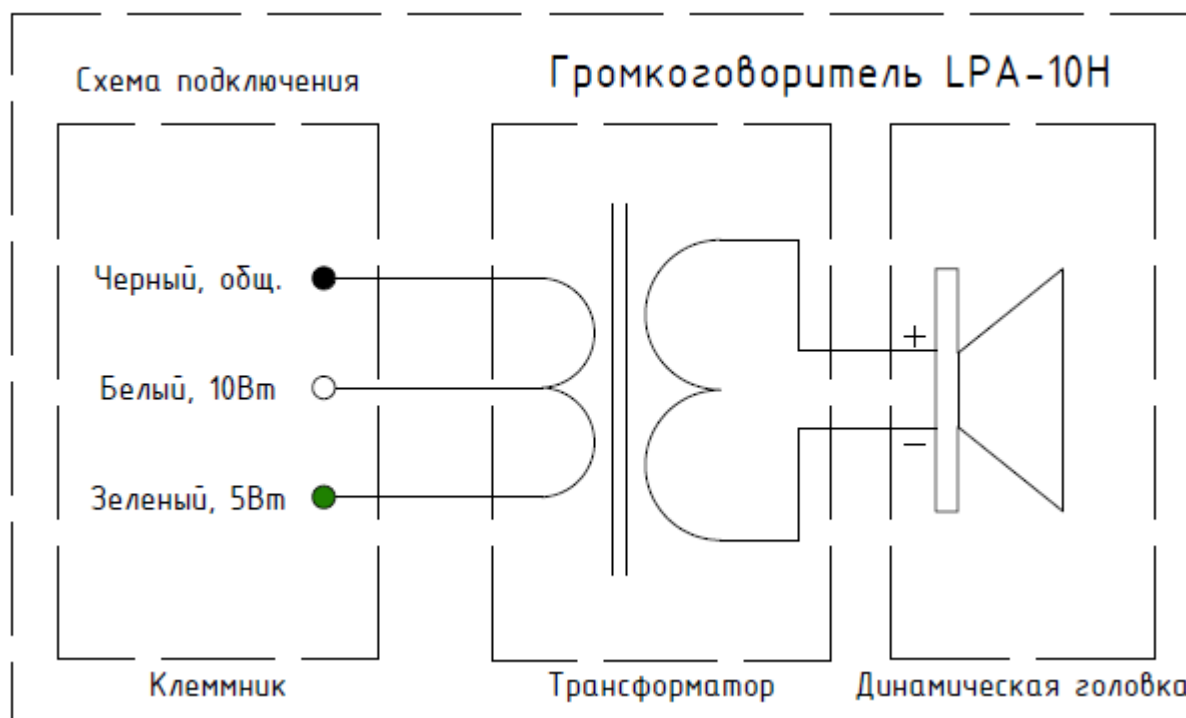 Схема подключения
Громкоговоритель LPA-10H
Черный, общ.
Белый, 10Вт
Зеленый, 5Вт
+
−
Клеммник
Трансформатор
Динамическая головка